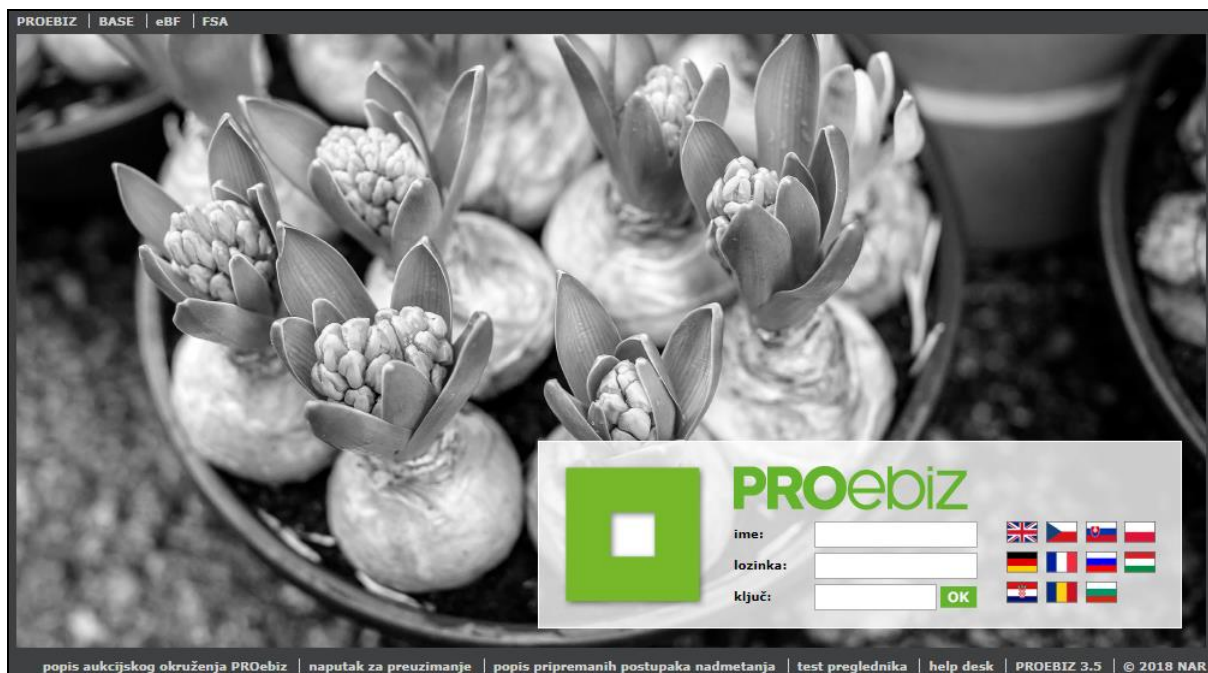 PROEBIZ | BASE | eBF | FSA
PROebiz
ime:
lozinka:
ključ:
OK
popis aukcijskog okruženja PROebiz | naputak za preuzimanje | popis pripremanih postupaka nadmetanja | test preglednika | help desk | PROEBIZ 3.5 | © 2018 NAR